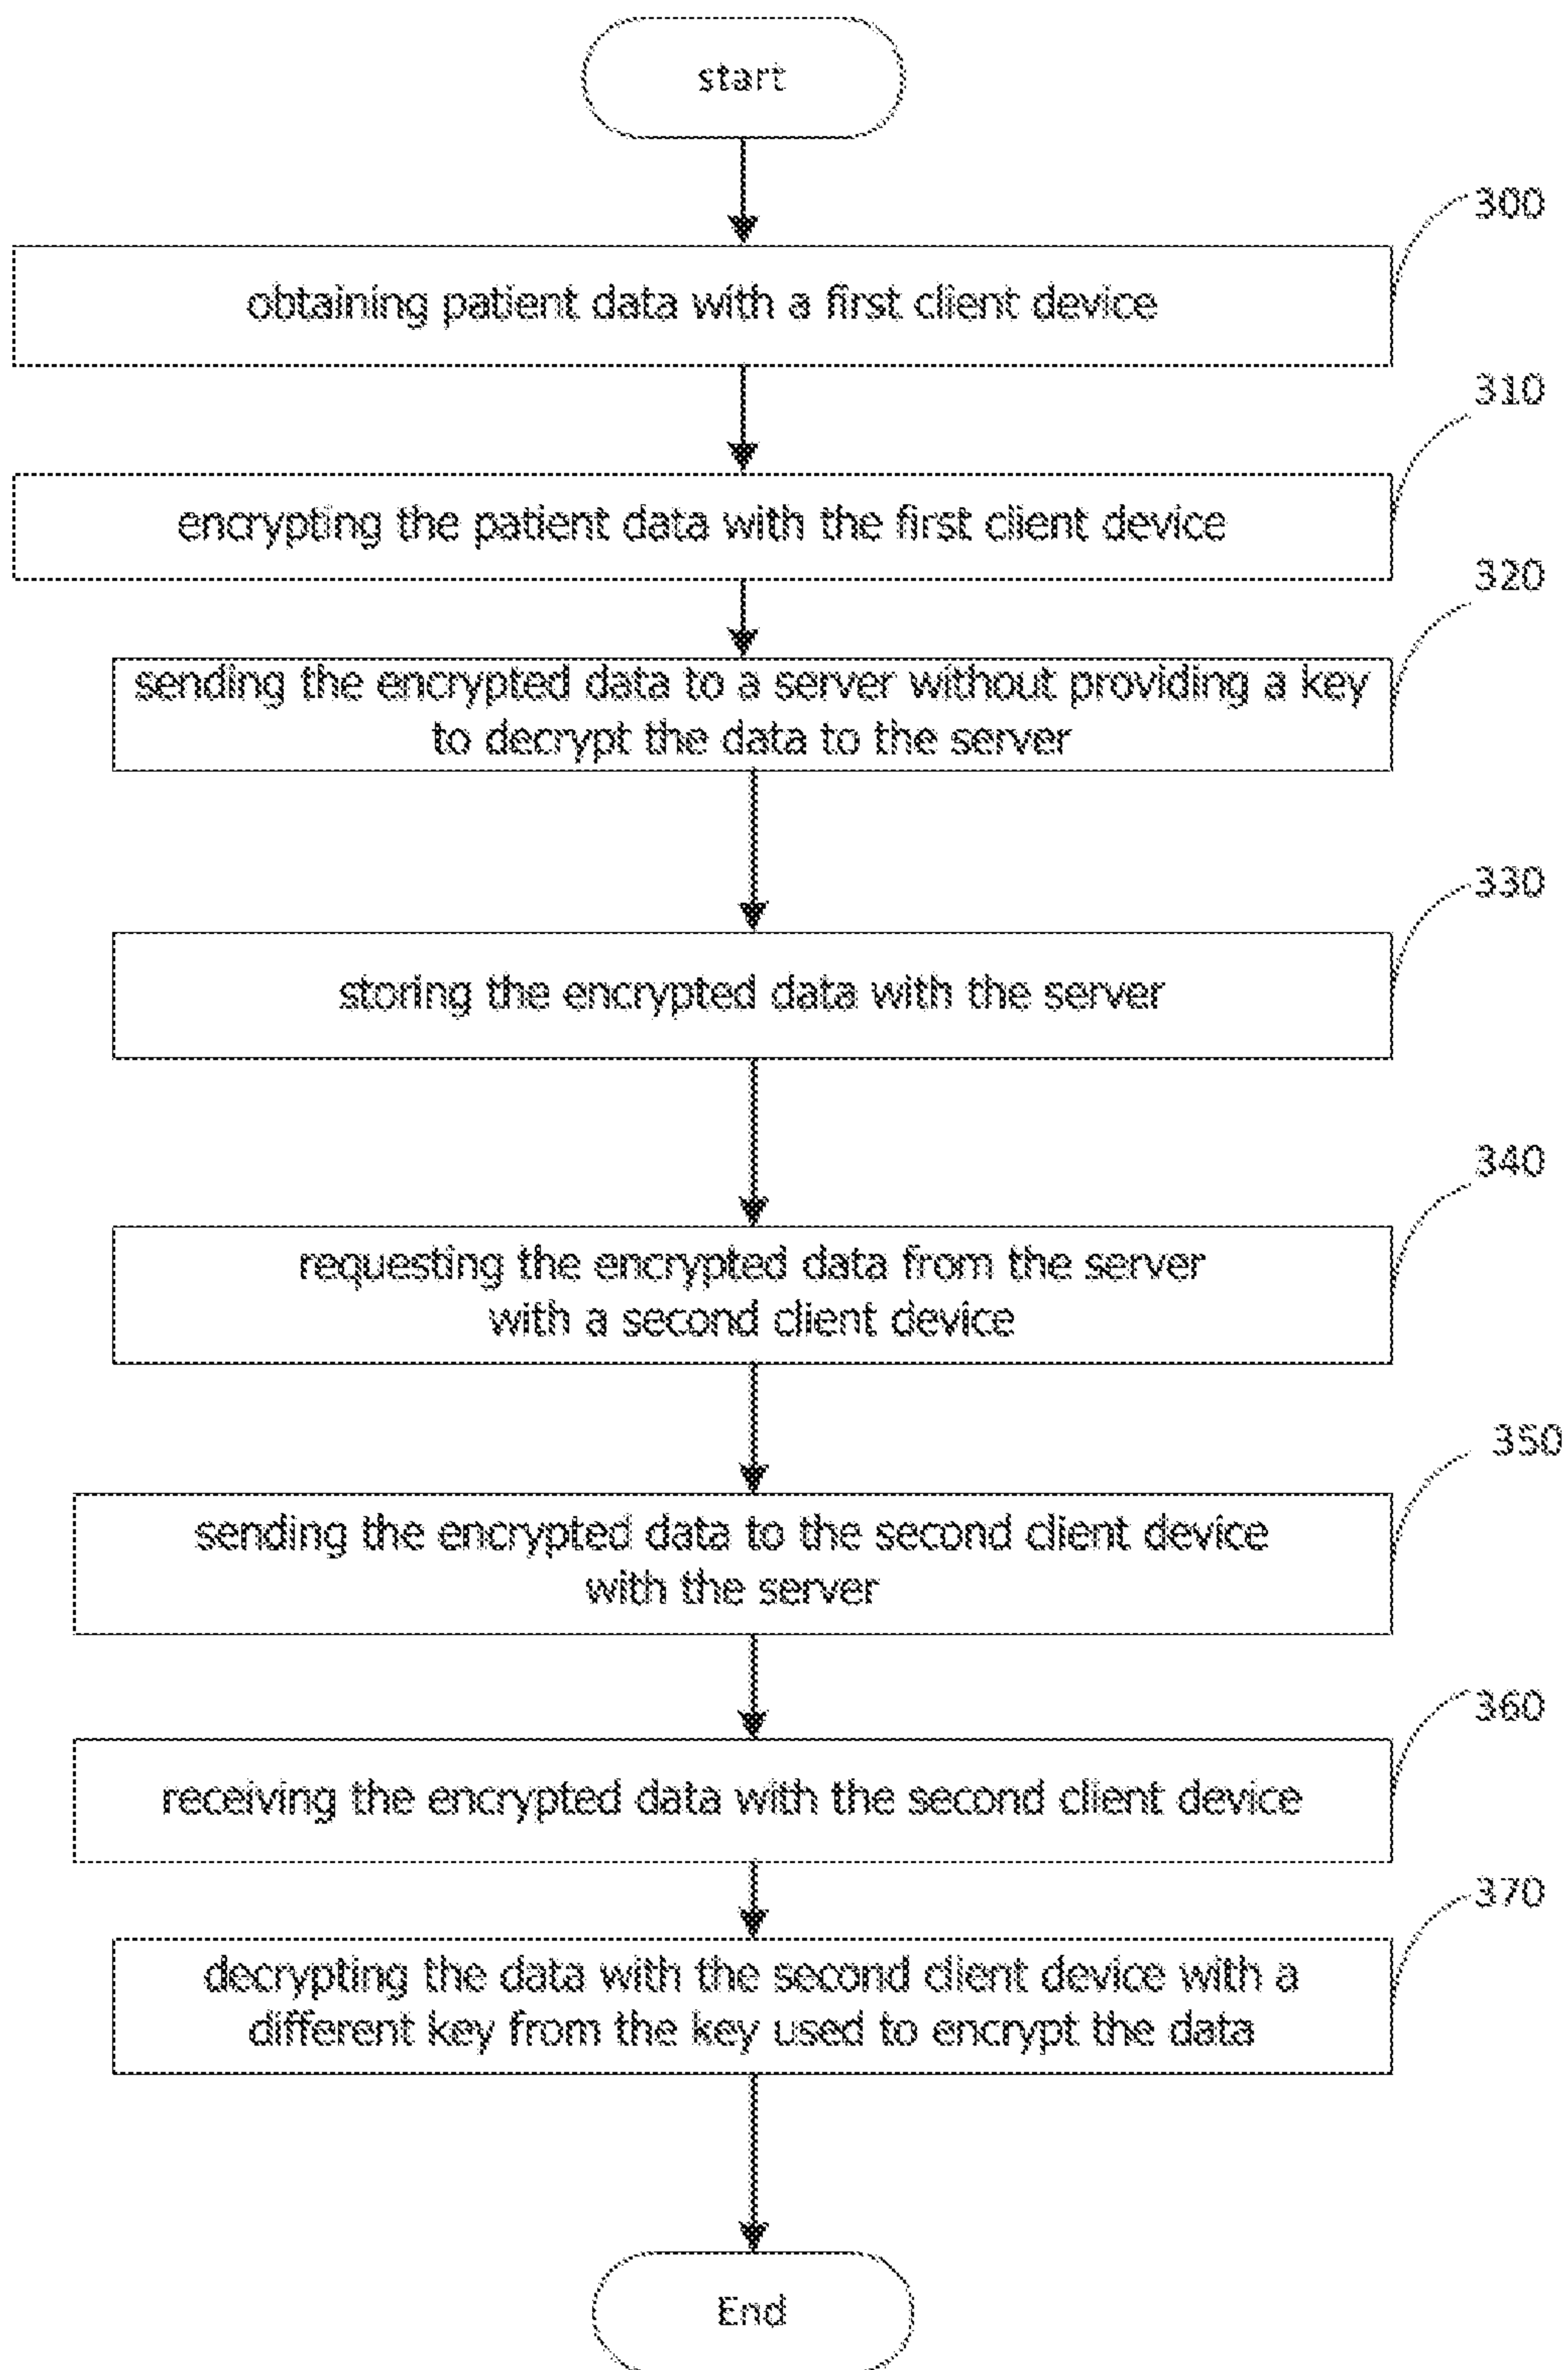 start
300
obtaining patient data with a first client device
310
encrypting the patient data with the first client device
320
sending the encrypted data to a server without providing a key
to decrypt the data to the server
330
storing the encrypted data with the server
340
requesting the encrypted data from the server
with a second client device
350
sending the encrypted data to the second client device
with the server
360
receiving the encrypted data with the second client device
370
decrypting the data with the second client device with a
different key from the key used to encrypt the data
End